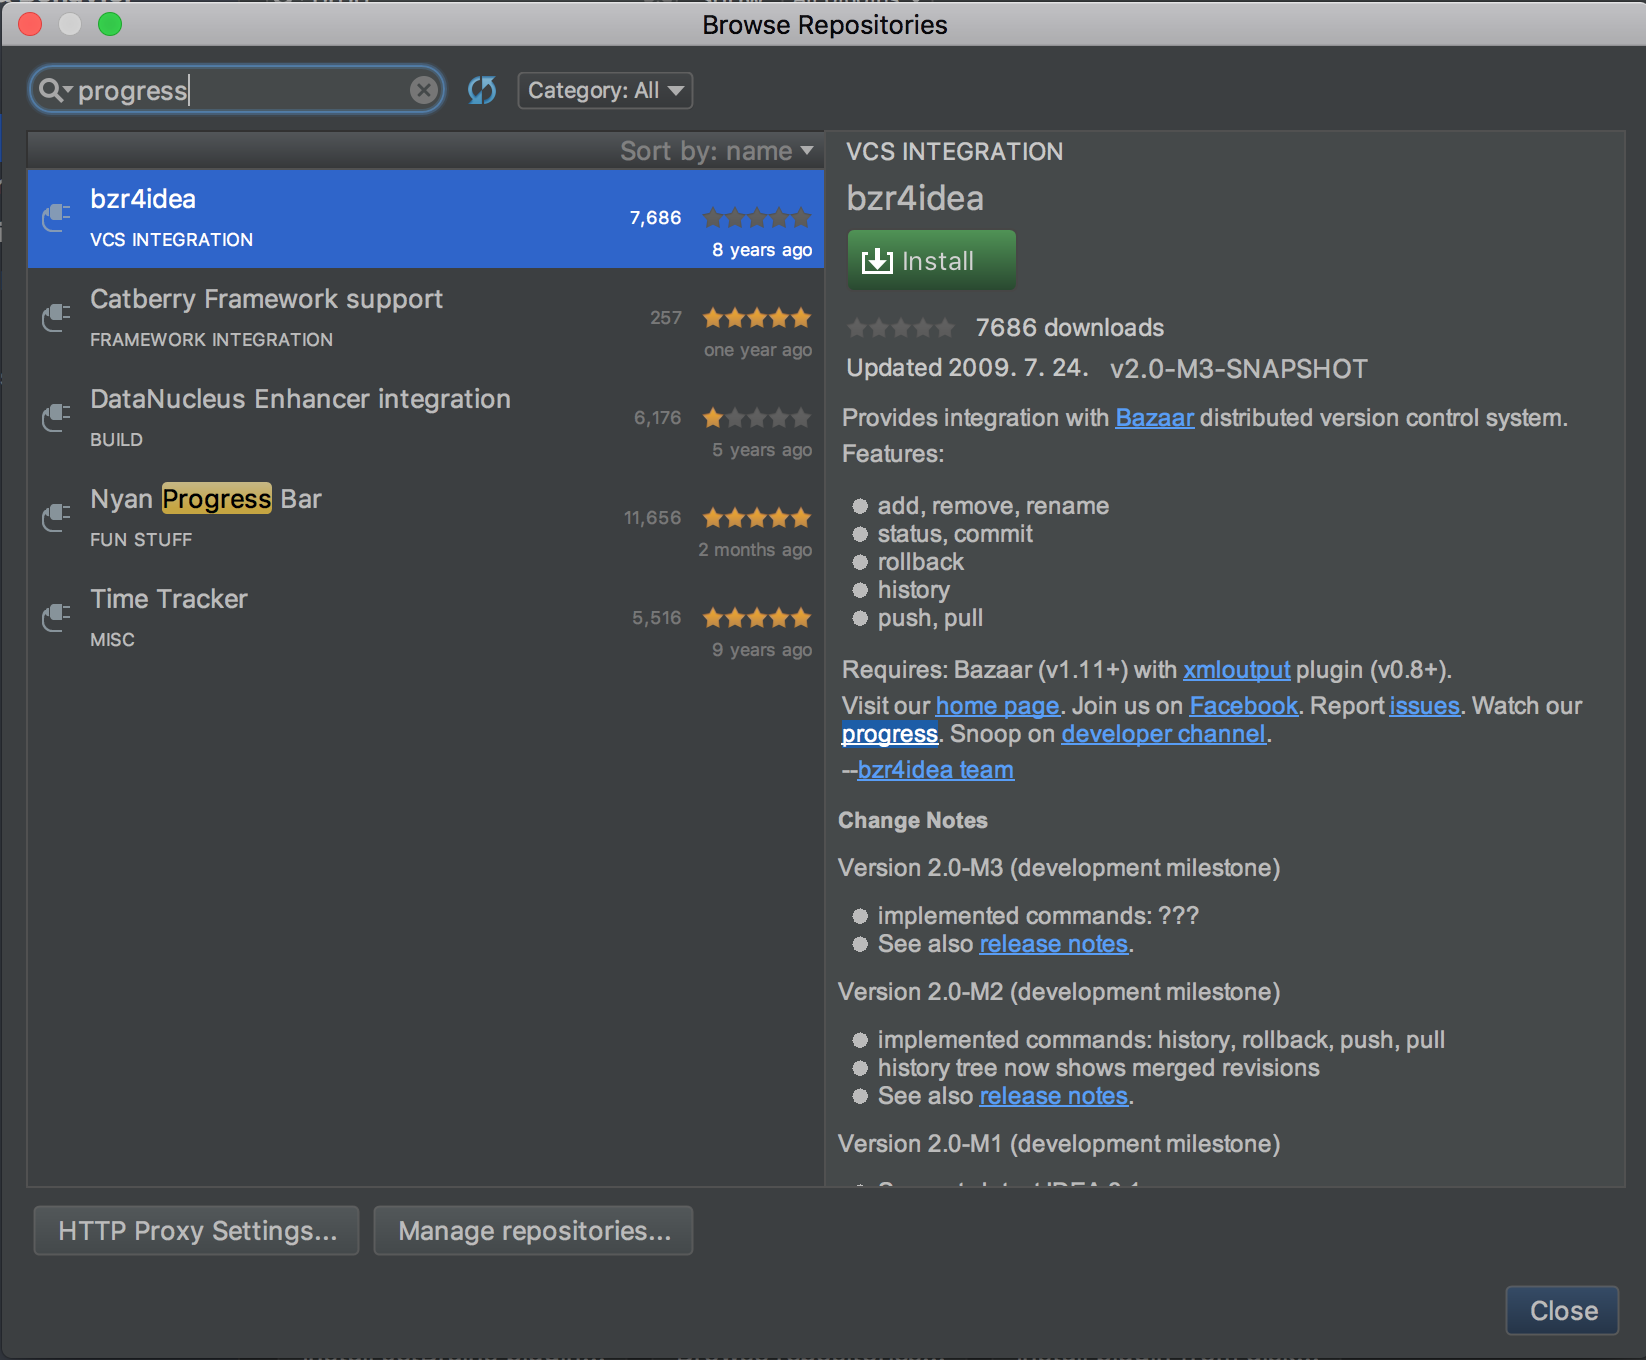 Browse Repositories
progress
Category: All
Sort by: name
bzr4idea
7,686
VCS INTEGRATION
8 years ago
Catberry Framework support
257
FRAMEWORK INTEGRATION
one year ago
DataNucleus Enhancer integration
6,176
BUILD
5 years ago
Nyan Progress Bar
11,656
FUN STUFF
2 months ago
Time Tracker
5,516
MISC
9 years ago
VCS INTEGRATION
bzr4idea
Install
7686 downloads
Updated 2009. 7. 24. v2.0-M3-SNAPSHOT
Provides integration with Bazaar distributed version control system.
Features:
add, remove, rename
status, commit
rollback
history
push, pull
Requires: Bazaar (v1.11+) with xmloutput plugin (v0.8+).
Visit our home page. Join us on Facebook. Report issues. Watch our
progress. Snoop on developer channel.
--bzr4idea team
Change Notes
Version 2.0-M3 (development milestone)
implemented commands: ???
See also release notes.
Version 2.0-M2 (development milestone)
implemented commands: history, rollback, push, pull
history tree now shows merged revisions
See also release notes.
Version 2.0-M1 (development milestone)
HTTP Proxy Settings...
Manage repositories...
Close